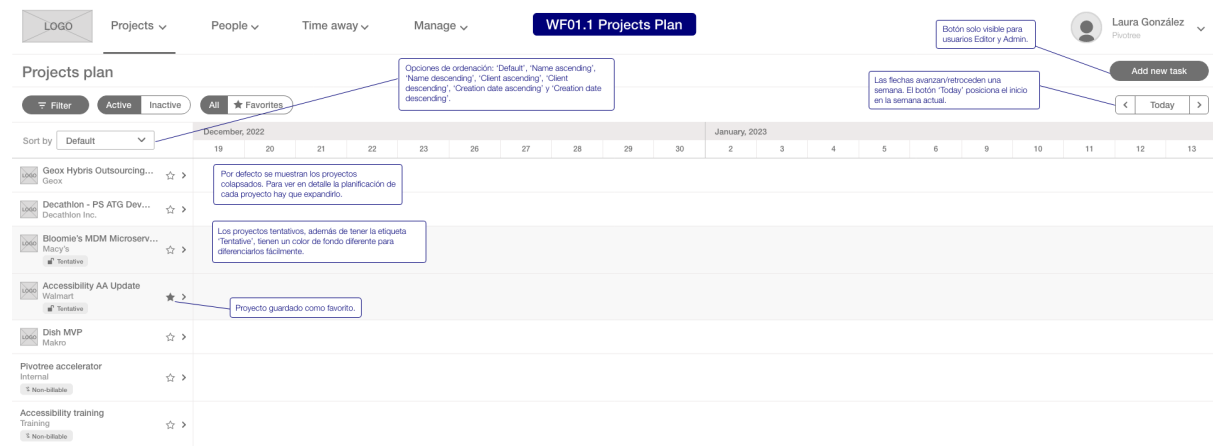 LOGO
Projects
People
Time away
Manage
WF01.1 Projects Plan
Botón solo visible para
usuarios Editor y Admin.
Laura González
Pivotree
Projects plan
Opciones de ordenación: ‘Default’, ‘Name ascending’,
‘Name descending’, ‘Client ascending’, ‘Client
descending’, ‘Creation date ascending’ y ‘Creation date
descending’.
Las flechas avanzan/retroceden una
semana. El botón ‘Today’ posiciona el inicio
en la semana actual.
Add new task
Filter
Active
Inactive
All
Favorites
Today
Sort by
Default
December, 2022
January, 2023
19 20 21 22 23 26 27 28 29 30 2 3 4 5 6 9 10 11 12 13
LOGO
Geox Hybris Outsourcing...
Geox
Por defecto se muestran los proyectos
colapsados. Para ver en detalle la planificación de
cada proyecto hay que expandirlo.
LOGO
Decathlon - PS ATG Dev...
Decathlon Inc.
LOGO
Bloomie’s MDM Microserv...
Macy’s
Tentative
Los proyectos tentativos, además de tener la etiqueta
‘Tentative’, tienen un color de fondo diferente para
diferenciarlos fácilmente.
LOGO
Accessibility AA Update
Walmart
Tentative
Proyecto guardado como favorito.
LOGO
Dish MVP
Makro
Pivotree accelerator
Internal
Non-billable
Accessibility training
Training
Non-billable